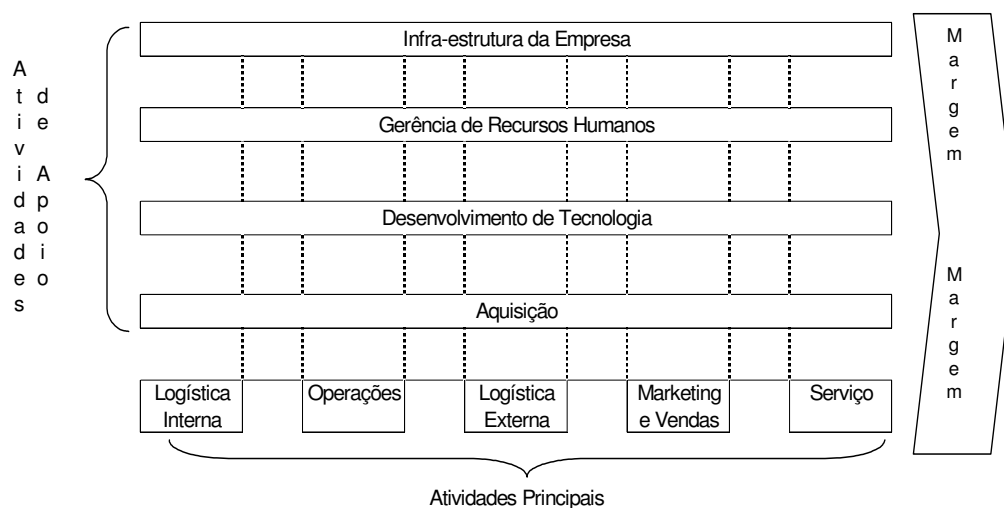 Atividades
de Apoio
Infra-estrutura da Empresa
Gerência de Recursos Humanos
Desenvolvimento de Tecnologia
Aquisição
Logística
Interna
Operações
Logística
Externa
Marketing
e Vendas
Serviço
Atividades Principais
Margem
Margem